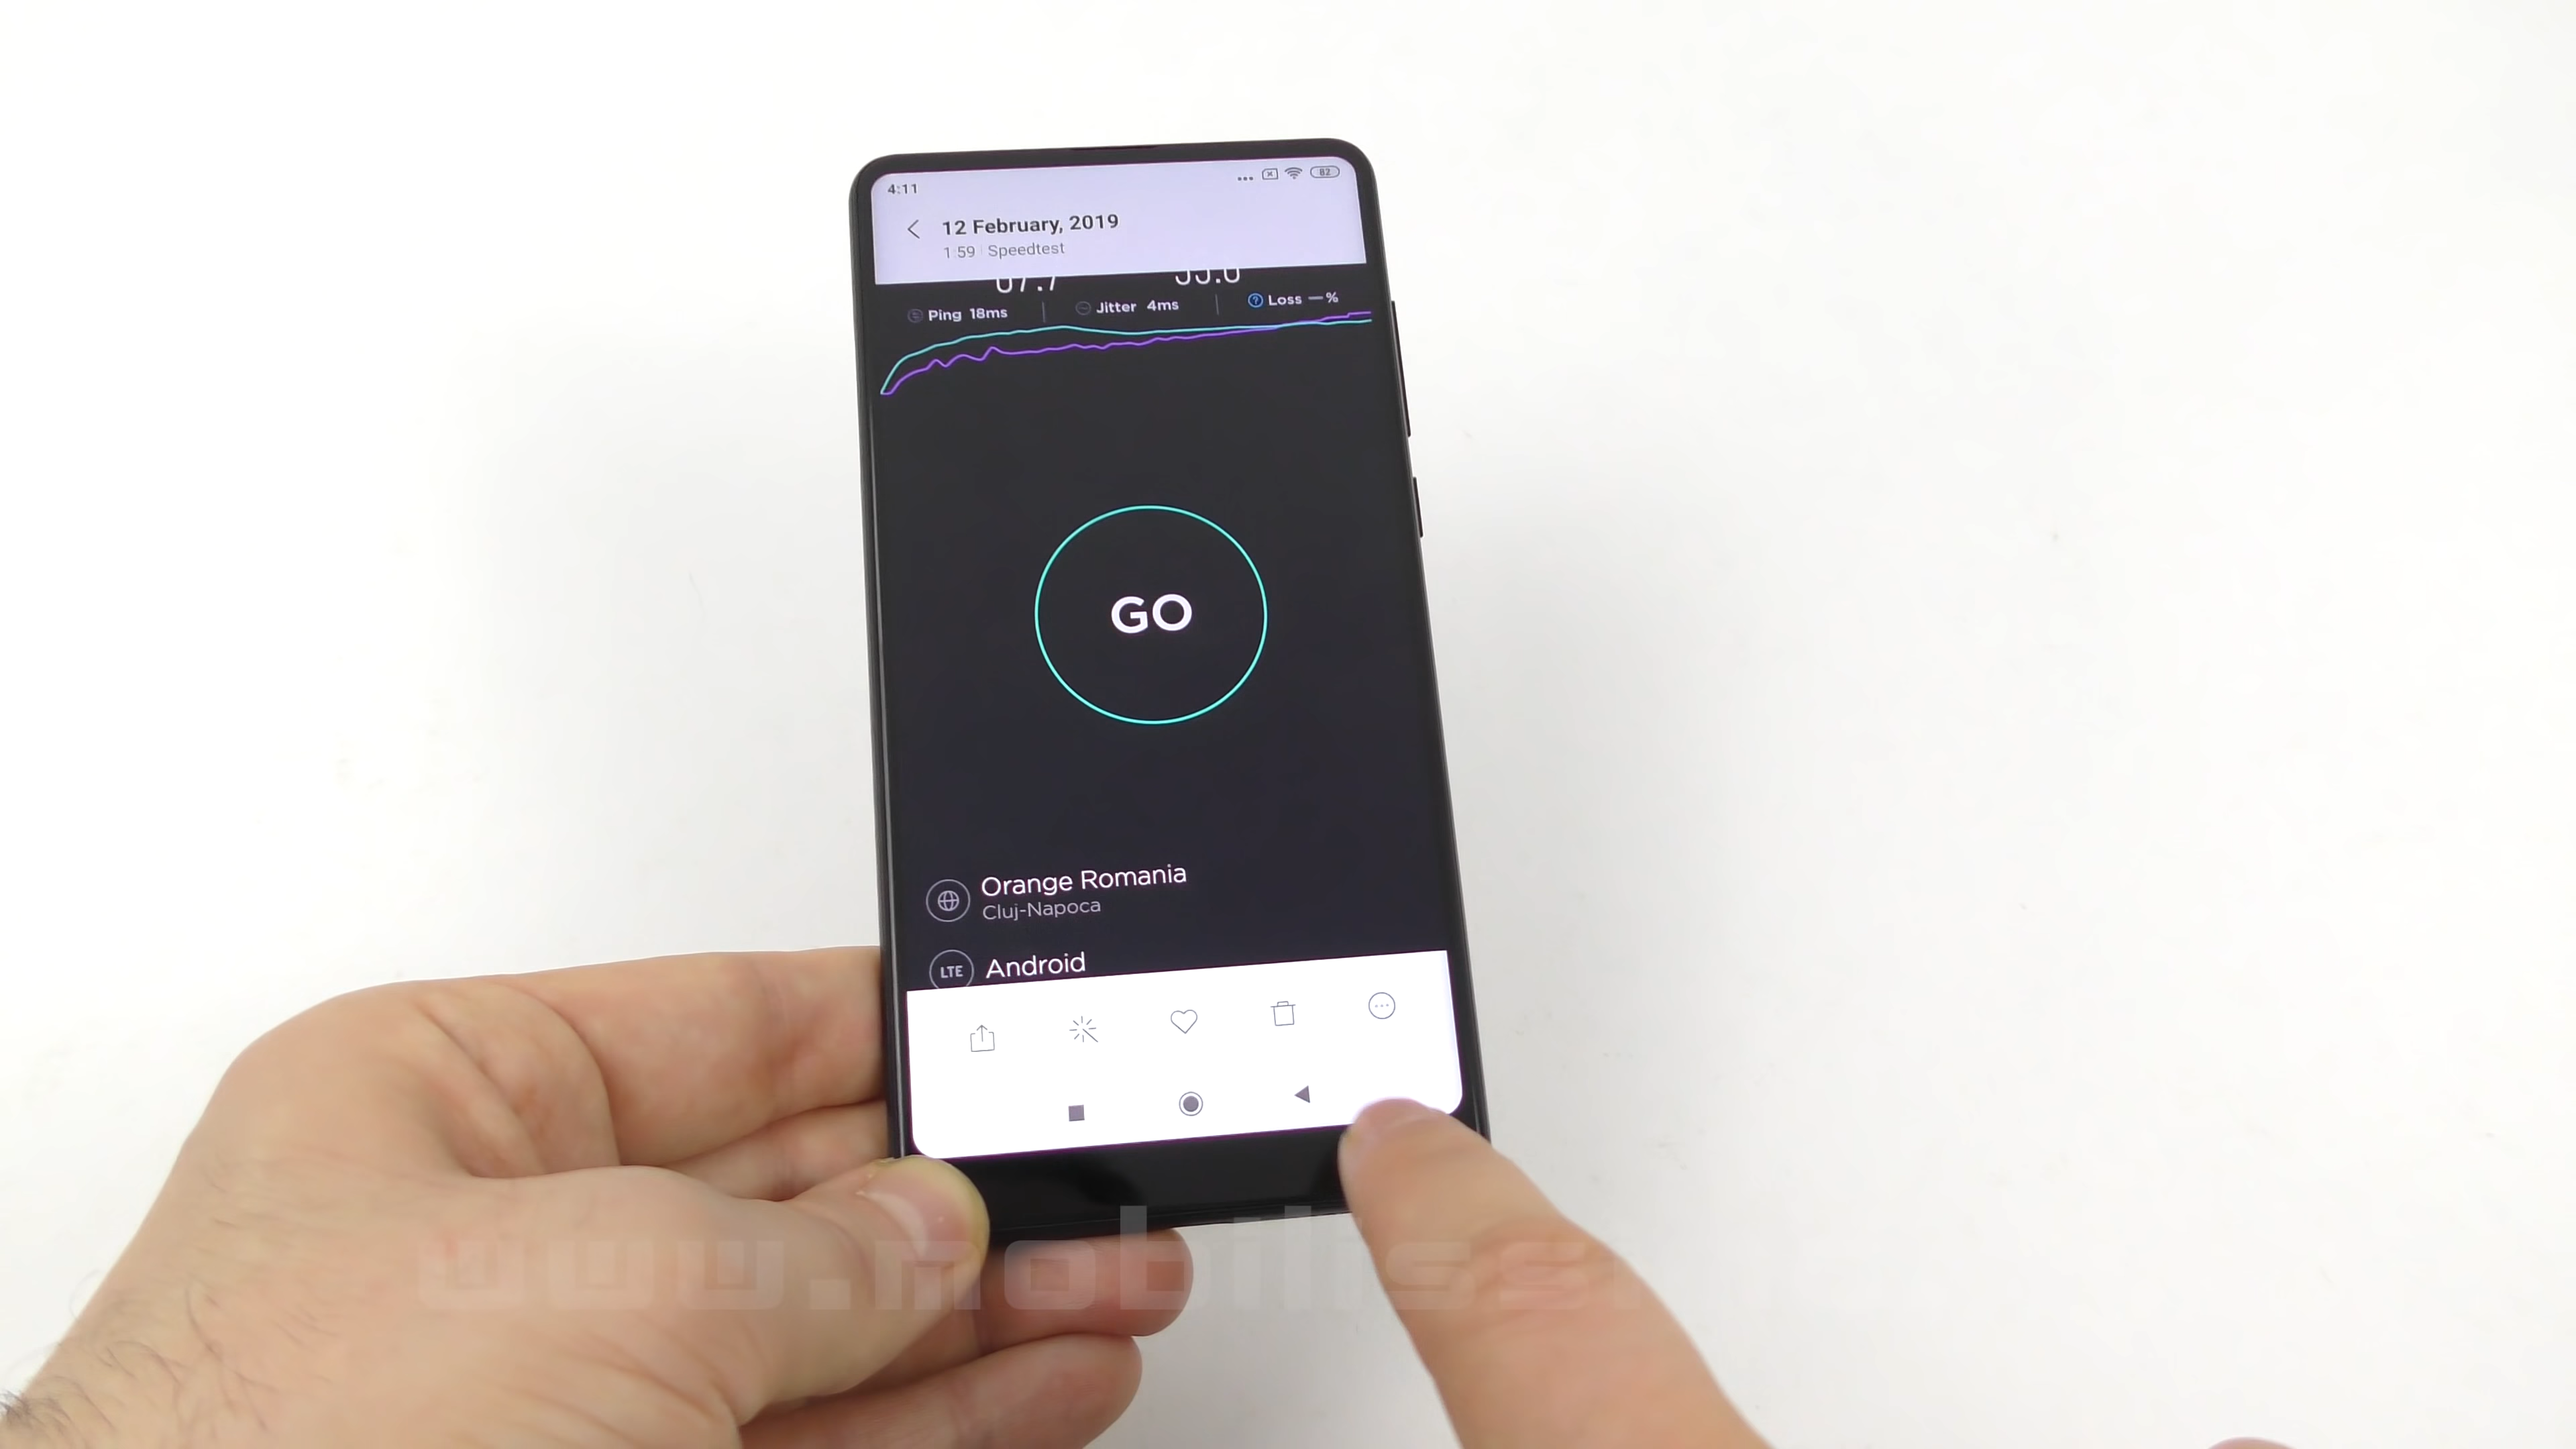 4:11
82
12 February, 2019
1:59 Speedtest
Ping 18ms
Jitter 4ms
Loss — %
GO
Orange Romania
Cluj-Napoca
LTE Android